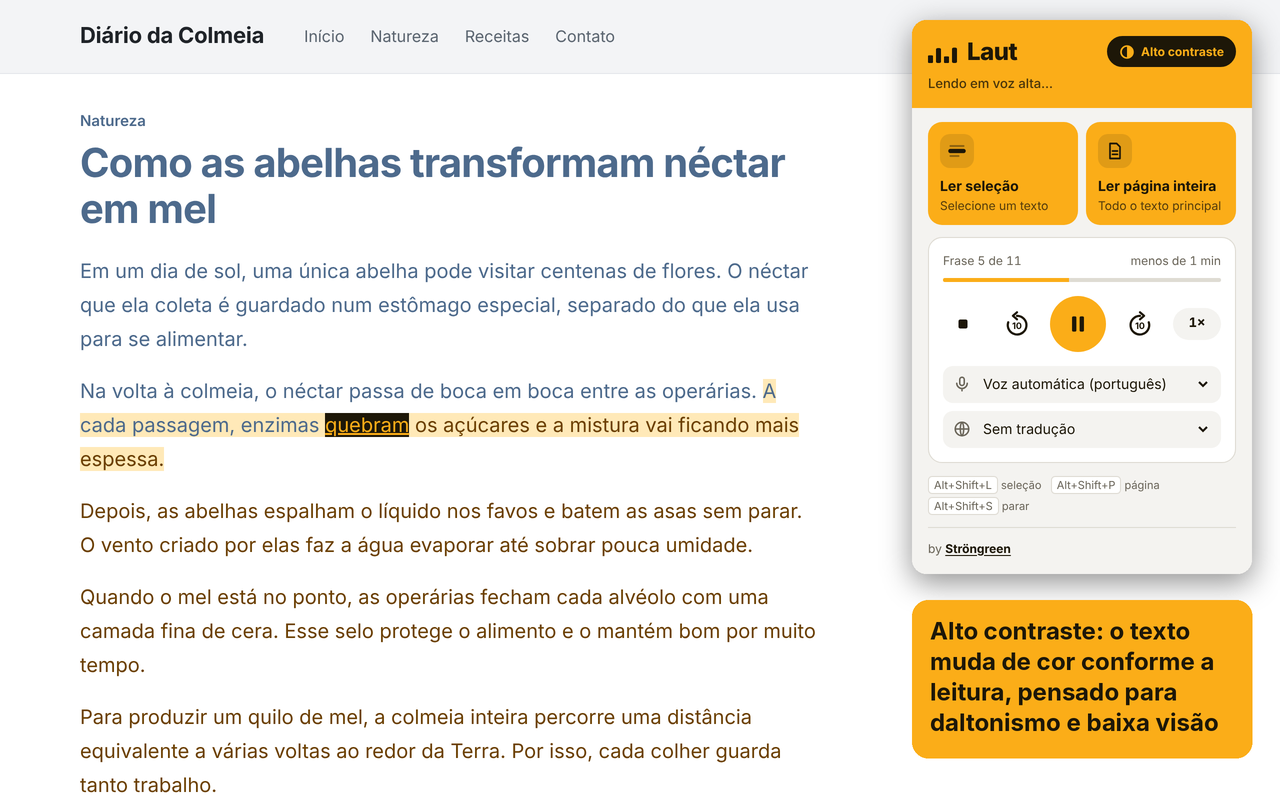 Diário da Colmeia
Início
Natureza
Receitas
Contato
Natureza
Como as abelhas transformam néctar
em mel
Em um dia de sol, uma única abelha pode visitar centenas de flores. O néctar
que ela coleta é guardado num estômago especial, separado do que ela usa
para se alimentar.
Na volta à colmeia, o néctar passa de boca em boca entre as operárias. A
cada passagem, enzimas quebram os açúcares e a mistura vai ficando mais
espessa.
Depois, as abelhas espalham o líquido nos favos e batem as asas sem parar.
O vento criado por elas faz a água evaporar até sobrar pouca umidade.
Quando o mel está no ponto, as operárias fecham cada alvéolo com uma
camada fina de cera. Esse selo protege o alimento e o mantém bom por muito
tempo.
Para produzir um quilo de mel, a colmeia inteira percorre uma distância
equivalente a várias voltas ao redor da Terra. Por isso, cada colher guarda
tanto trabalho.
Laut
Alto contraste
Lendo em voz alta...
Ler seleção
Selecione um texto
Ler página inteira
Todo o texto principal
Frase 5 de 11
menos de 1 min
10
10
1×
Voz automática (português)
Sem tradução
Alt+Shift+L seleção Alt+Shift+P página
Alt+Shift+S parar
by Ströngreen
Alto contraste: o texto
muda de cor conforme a
leitura, pensado para
daltonismo e baixa visão